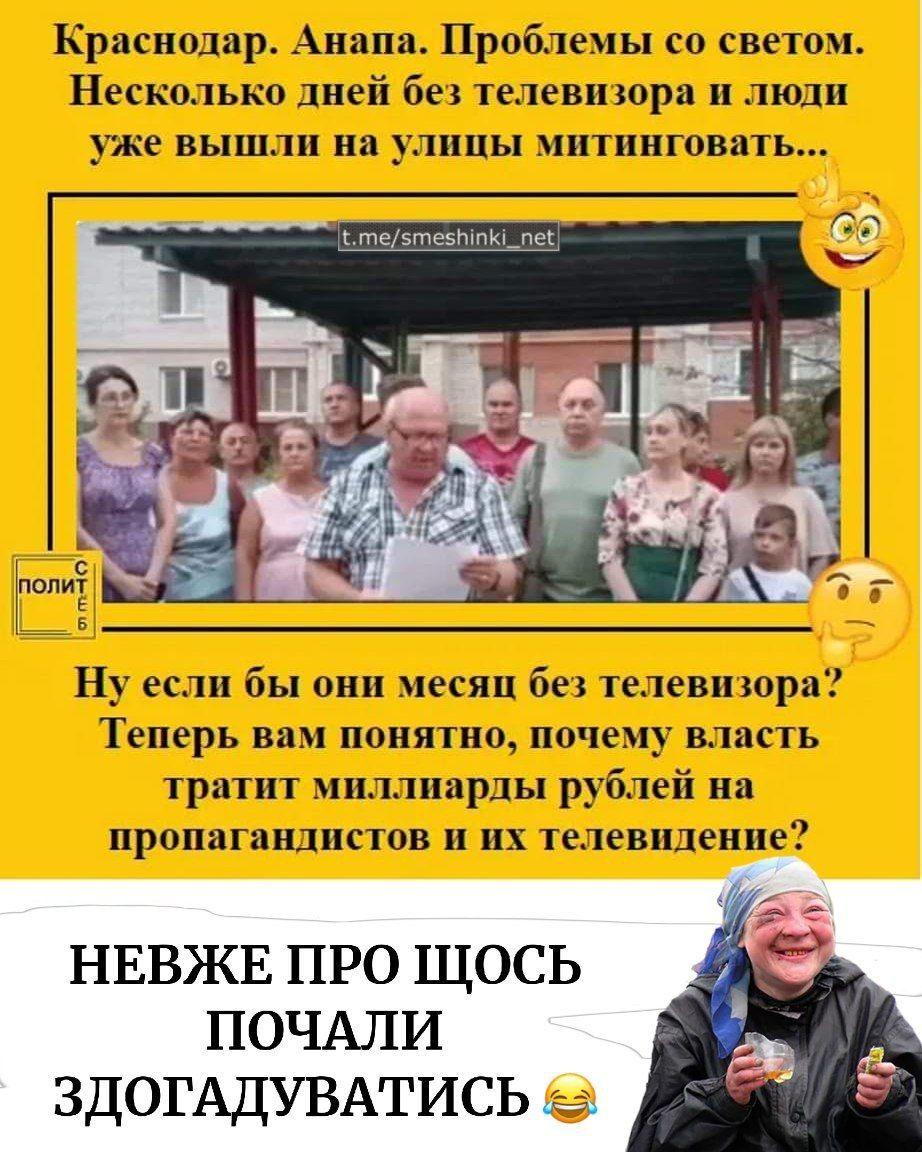 Краснодар. Анапа. Проблемы со светом.
Несколько дней без телевизора и люди
уже вышли на улицы митинговать...
t.me/smeshinki_net
ПОЛИТ
СТЁБ
Ну если бы они месяц без телевизора?
Теперь вам понятно, почему власть
тратит миллиарды рублей на
пропагандистов и их телевидение?
НЕВЖЕ ПРО ЩОСЬ
ПОЧАЛИ
ЗДОГАДУВАТИСЬ😂